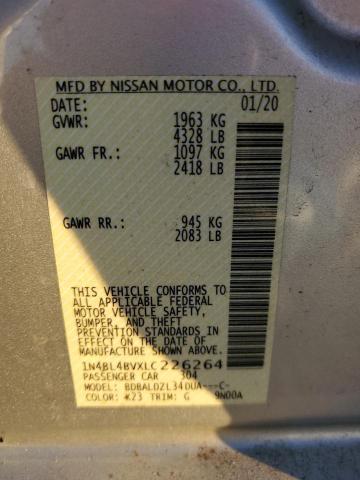 MFD BY NISSAN MOTOR CO., LTD.
DATE: 01/20
GVWR: 1963 KG
4328 LB
GAWR FR.: 1097 KG
2418 LB
GAWR RR.: 945 KG
2083 LB
THIS VEHICLE CONFORMS TO
ALL APPLICABLE FEDERAL
MOTOR VEHICLE SAFETY,
BUMPER, AND THEFT
PREVENTION STANDARDS IN
EFFECT ON THE DATE OF
MANUFACTURE SHOWN ABOVE.
1N4BL4BVXLC226264
PASSENGER CAR 304
MODEL: BDBALDZL34DUA---C-
COLOR: K23 TRIM: G 9N00A